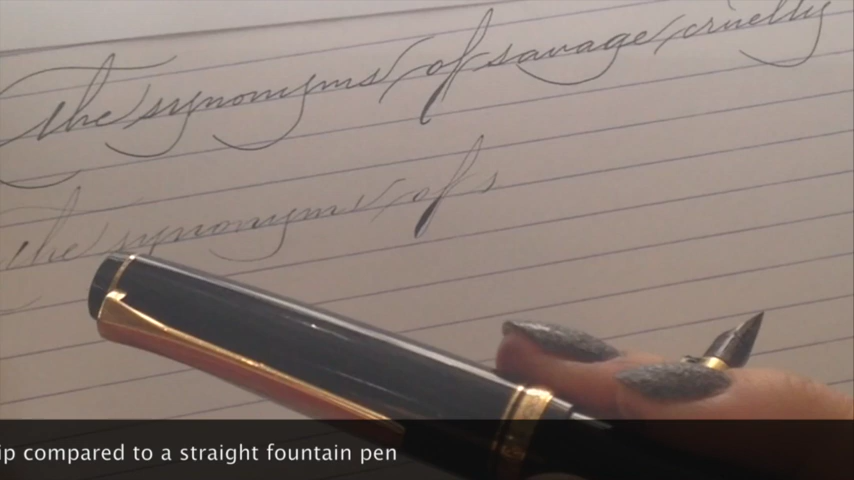 the synonyms of savage cruelty
the synonyms of s
ip compared to a straight fountain pen